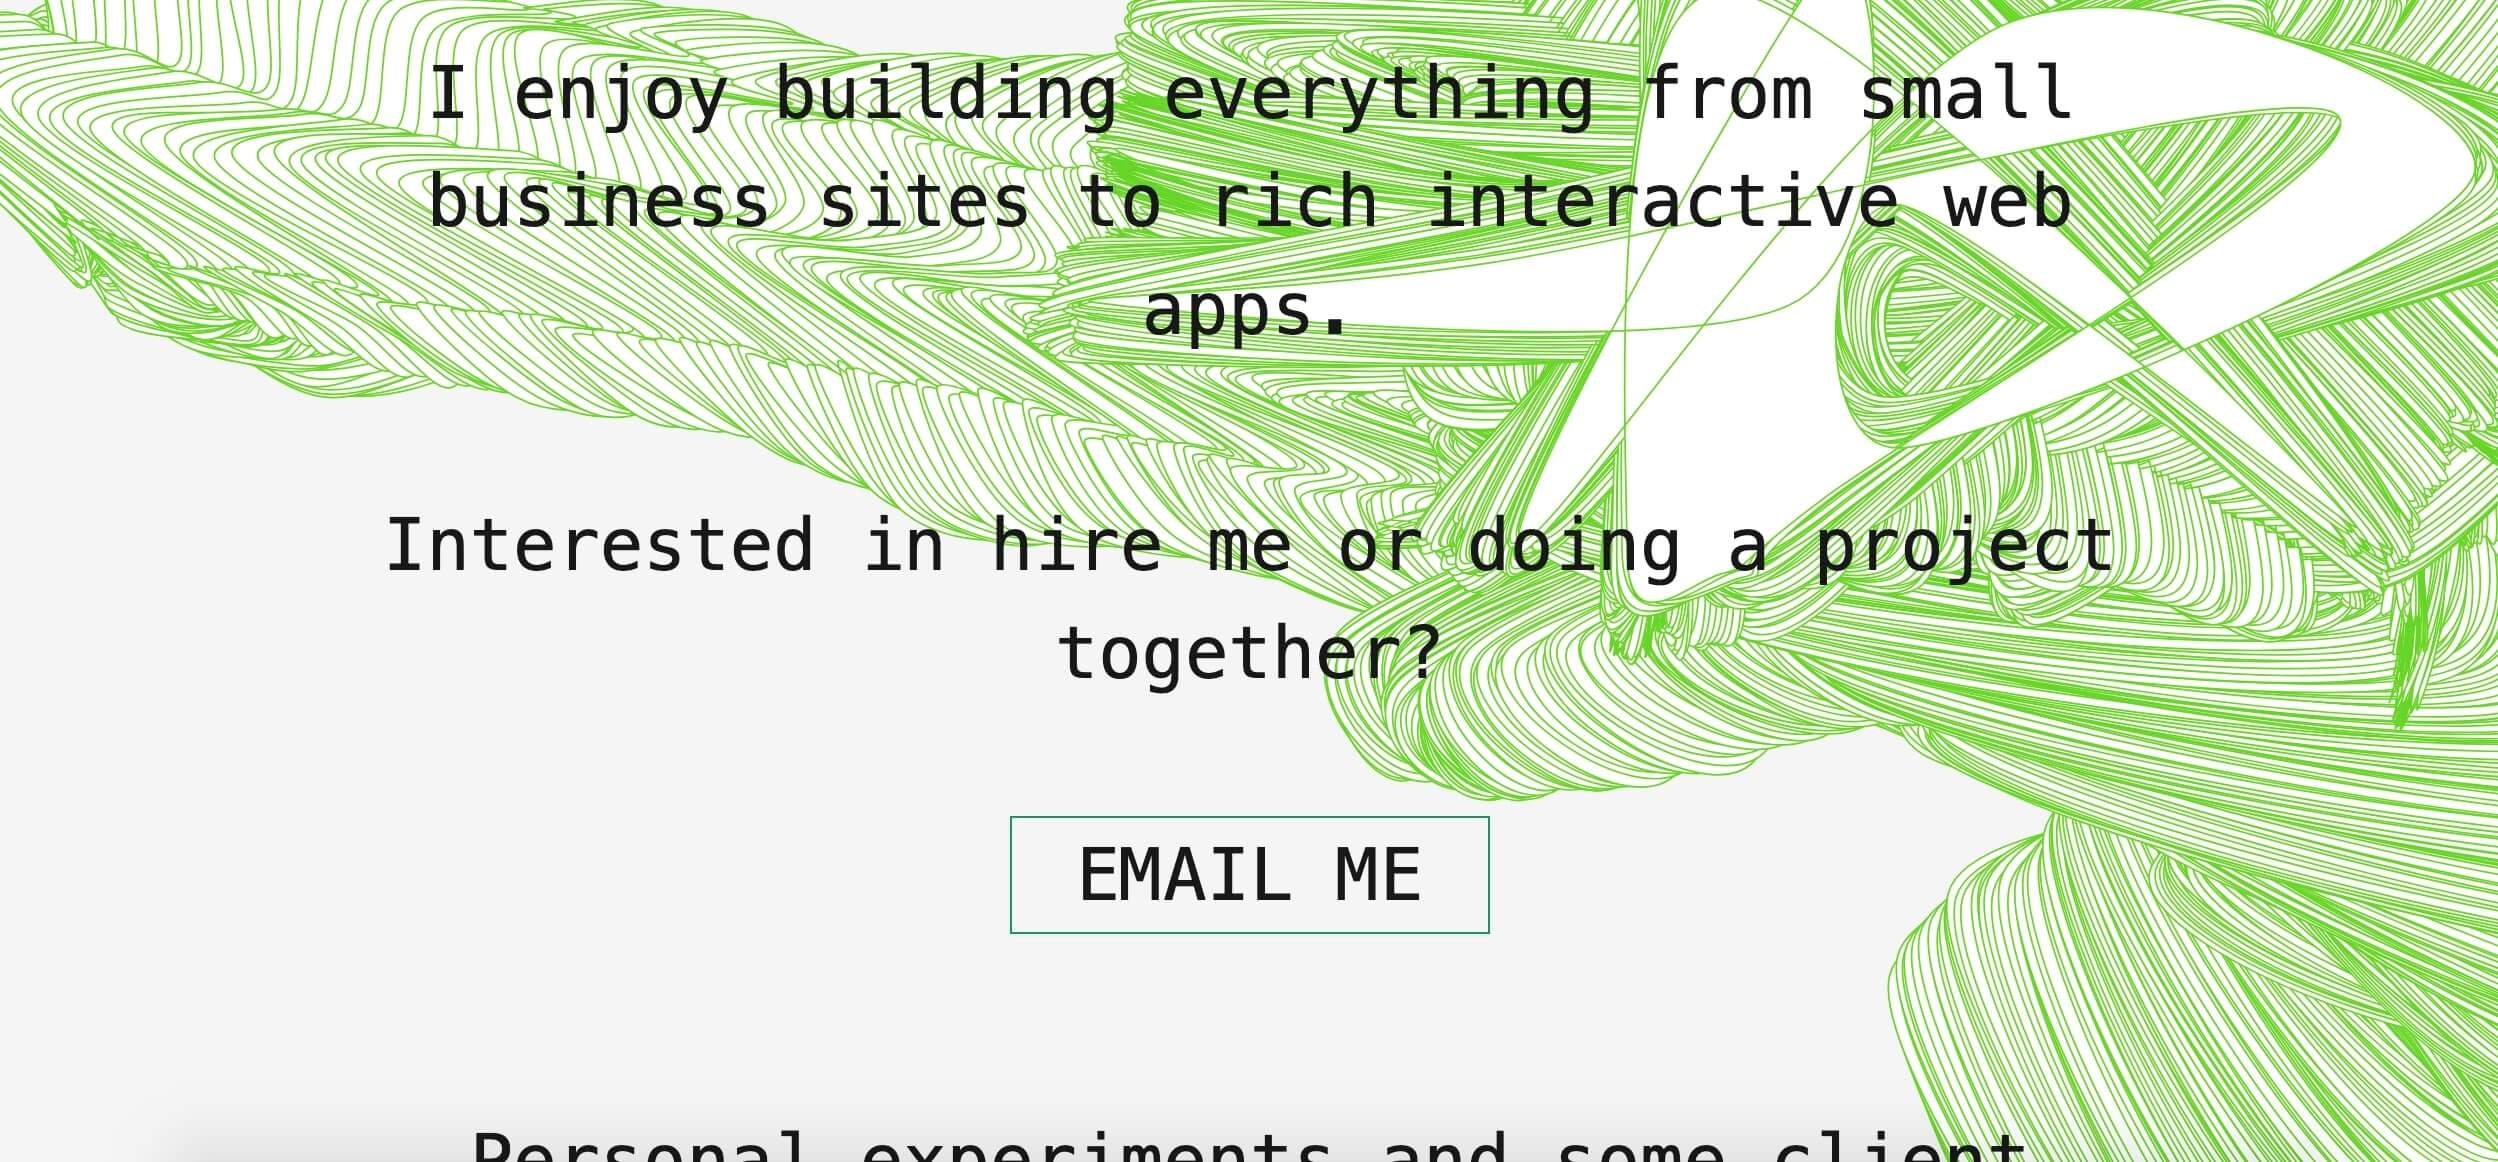 I enjoy building everything from small
business sites to rich interactive web
apps.
Interested in hire me or doing a project
together?
EMAIL ME
Personal experiments and some client